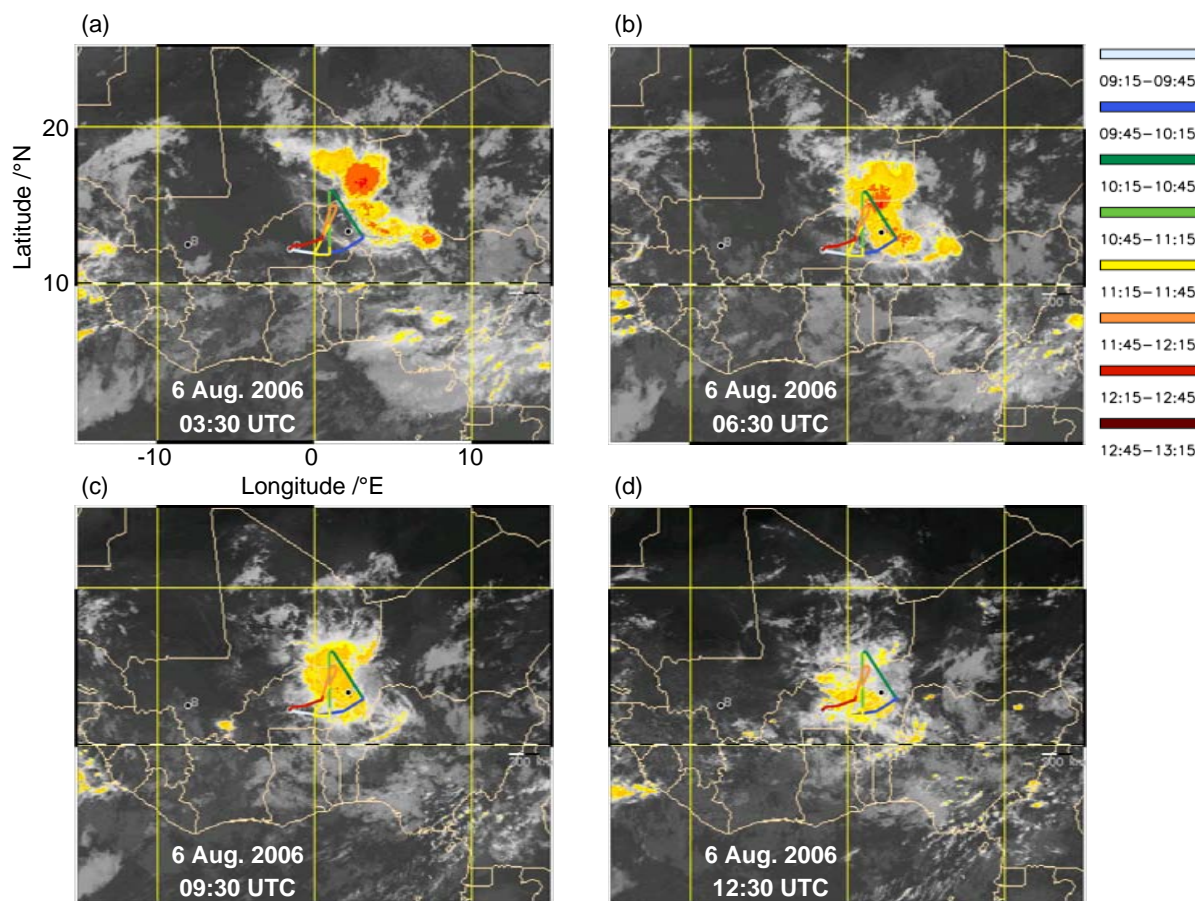 (a)
(b)
09:15-09:45
09:45-10:15
20
10:15-10:45
10:45-11:15
Latitude /°N
11:15-11:45
10
11:45-12:15
6 Aug. 2006
03:30 UTC
6 Aug. 2006
06:30 UTC
12:15-12:45
12:45-13:15
-10
0
10
(c)
Longitude /°E
(d)
6 Aug. 2006
09:30 UTC
6 Aug. 2006
12:30 UTC